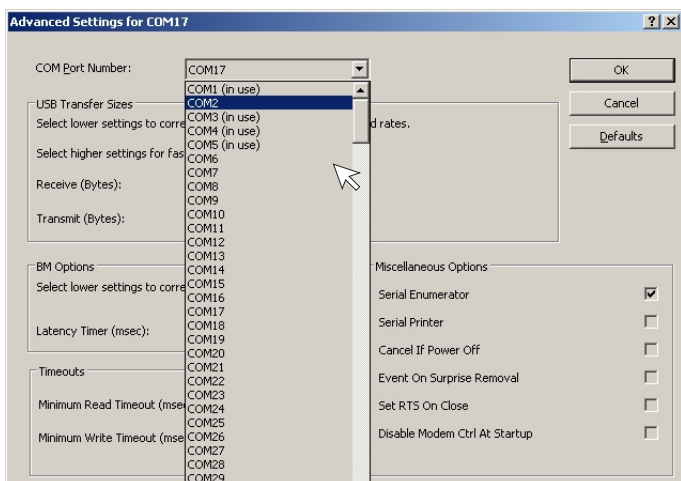 Advanced Settings for COM17
? X
COM Port Number:
COM17
OK
Cancel
Defaults
COM1 (in use)
COM2
COM3 (in use)
COM4 (in use)
COM5 (in use)
COM6
COM7
COM8
COM9
COM10
COM11
COM12
COM13
COM14
COM15
COM16
COM17
COM18
COM19
COM20
COM21
COM22
COM23
COM24
COM25
COM26
COM27
COM28
COM29
USB Transfer Sizes
Select lower settings to corre
d rates.
Select higher settings for fas
Receive (Bytes):
Transmit (Bytes):
BM Options
Select lower settings to corre
Latency Timer (msec):
Timeouts
Minimum Read Timeout (mse
Minimum Write Timeout (mse
Miscellaneous Options
Serial Enumerator
Serial Printer
Cancel If Power Off
Event On Surprise Removal
Set RTS On Close
Disable Modem Ctrl At Startup